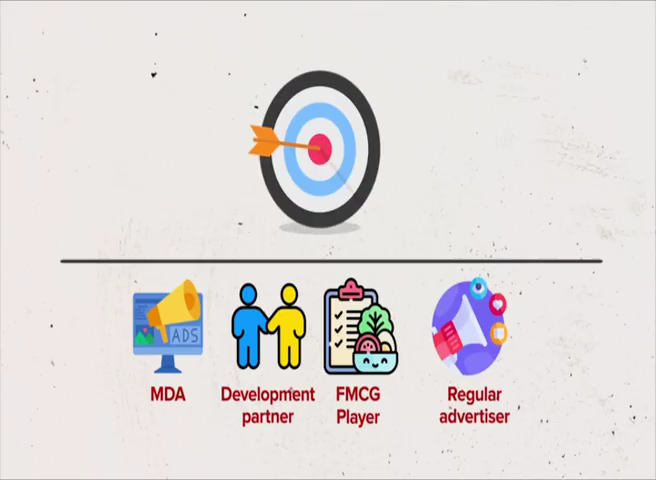 ADS
MDA
Development
partner
FMCG
Player
Regular
advertiser